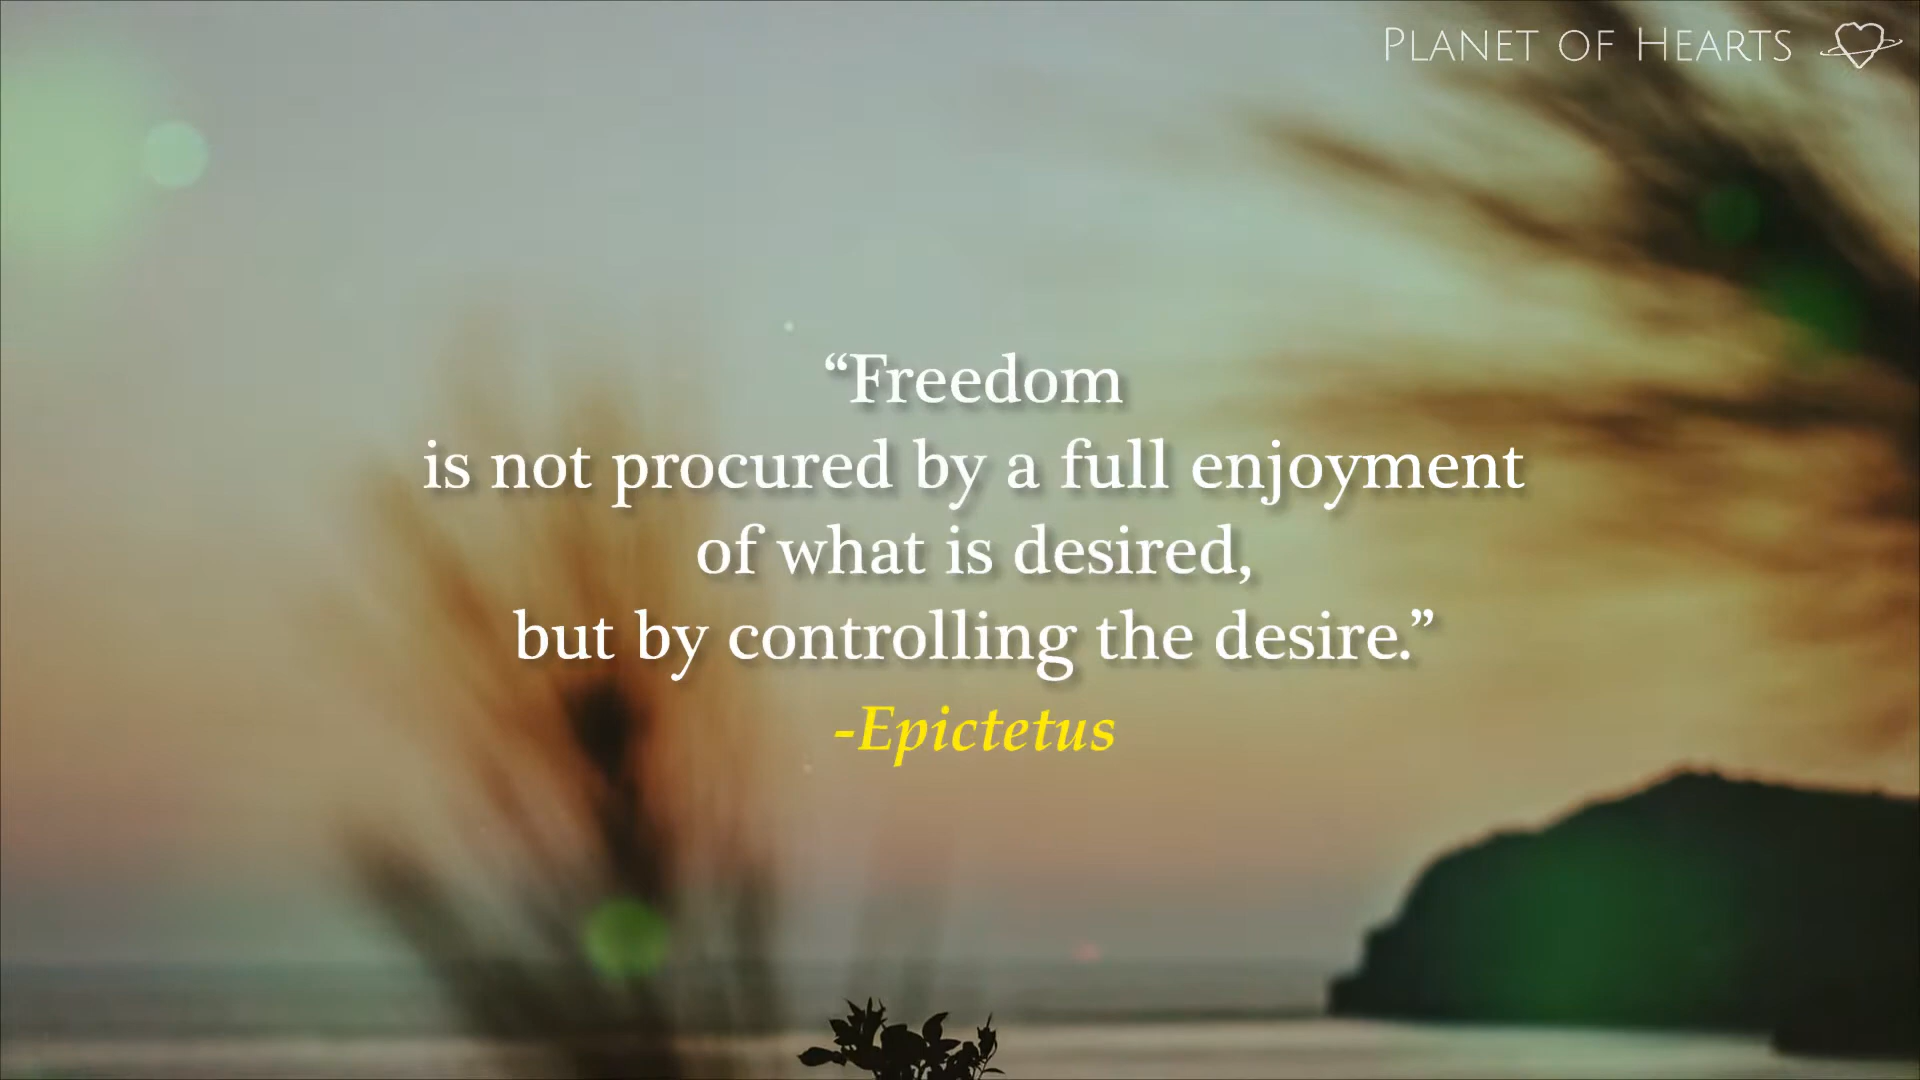 PLANET OF HEARTS
“Freedom
is not procured by a full enjoyment
of what is desired,
but by controlling the desire.”
-Epictetus